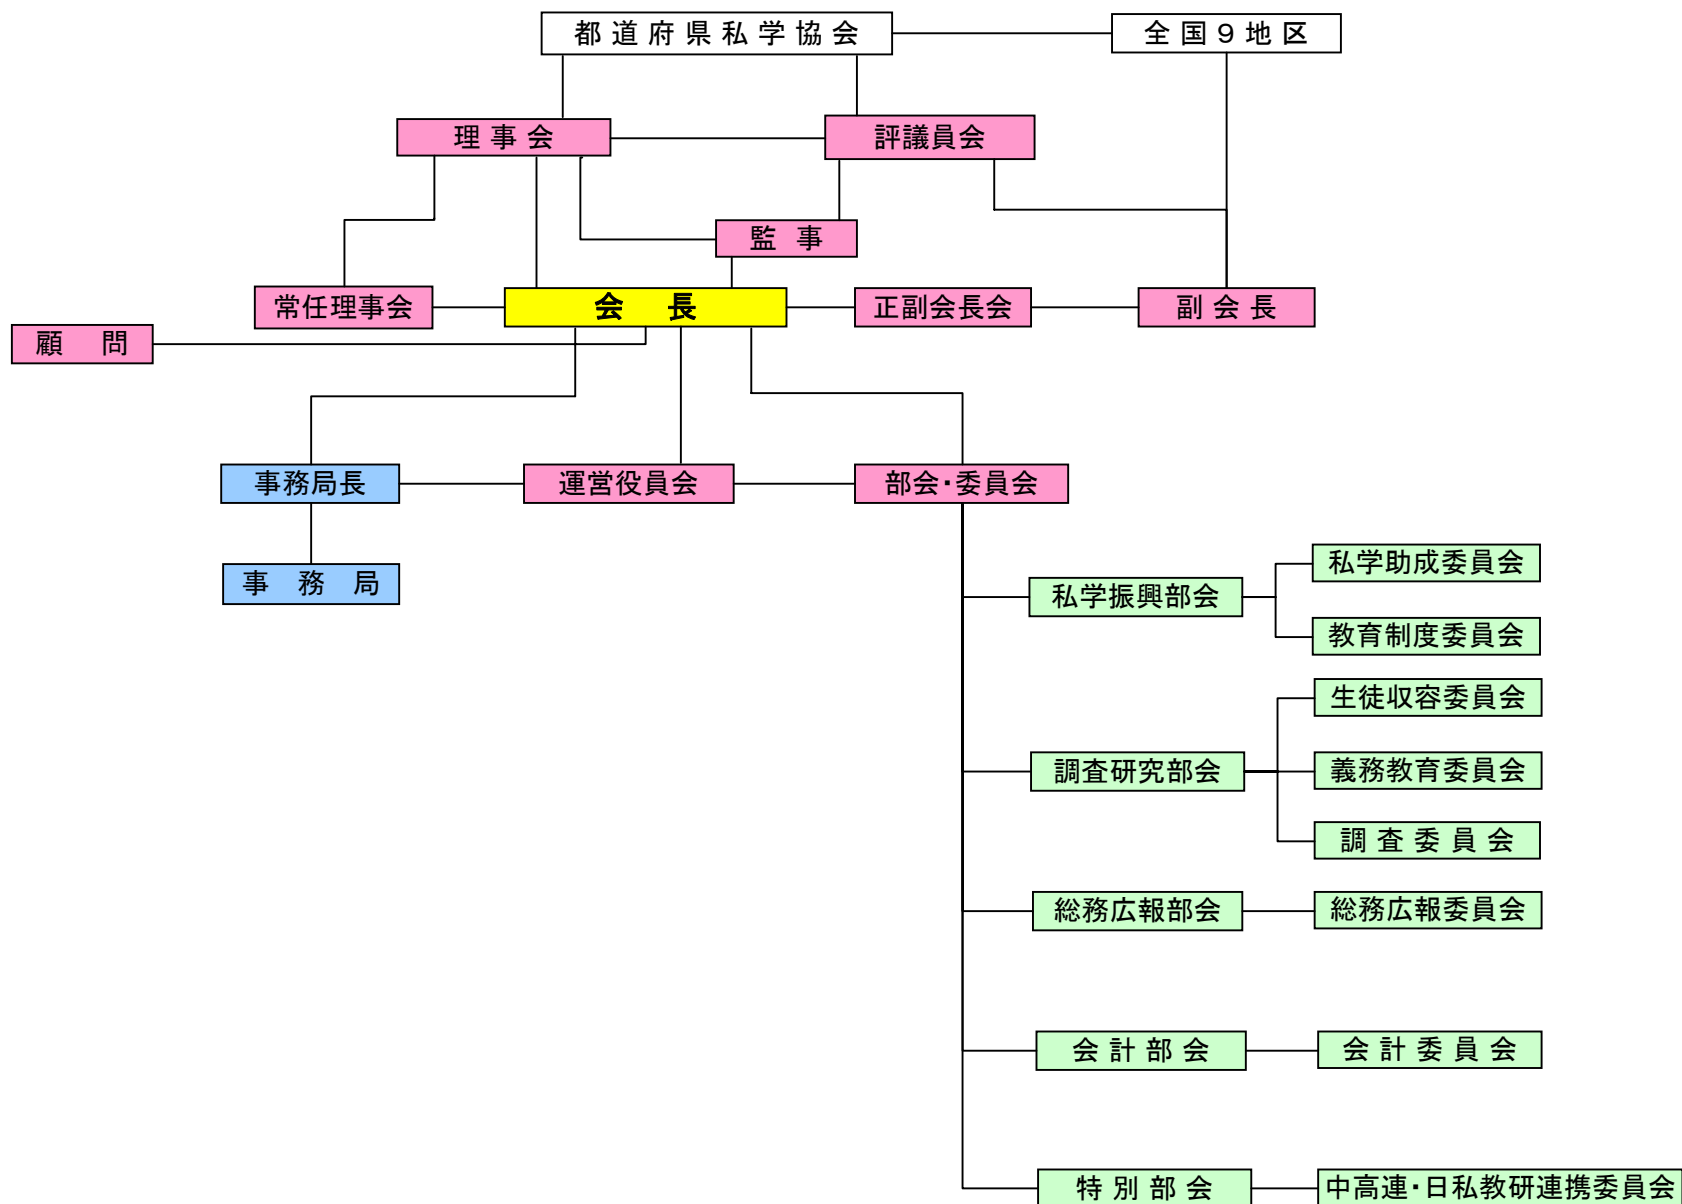 都道府県私学協会
全国9地区
理事会
評議員会
監事
常任理事会
会長
正副会長会
副会長
顧問
事務局長
運営役員会
部会・委員会
事務局
私学助成委員会
私学振興部会
教育制度委員会
生徒収容委員会
調査研究部会
義務教育委員会
調査委員会
総務広報部会
総務広報委員会
会計部会
会計委員会
特別部会
中高連・日私教研連携委員会